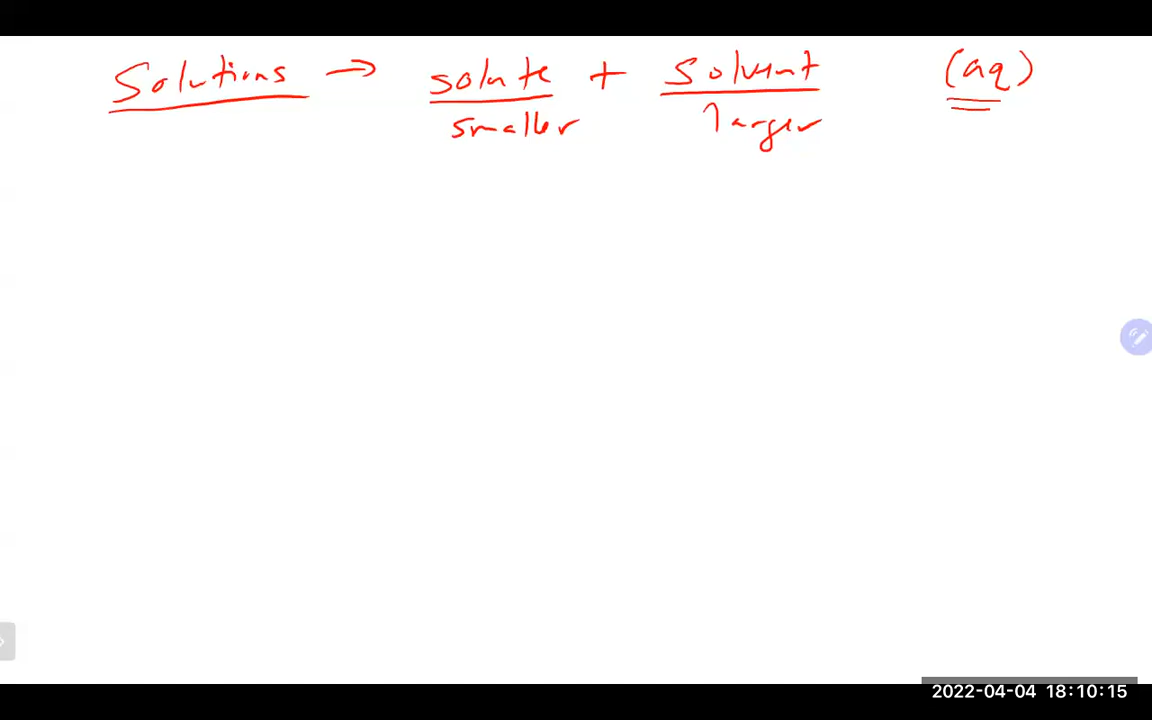 Solutions → solute + solvent (aq)
smaller larger
2022-04-04 18:10:15